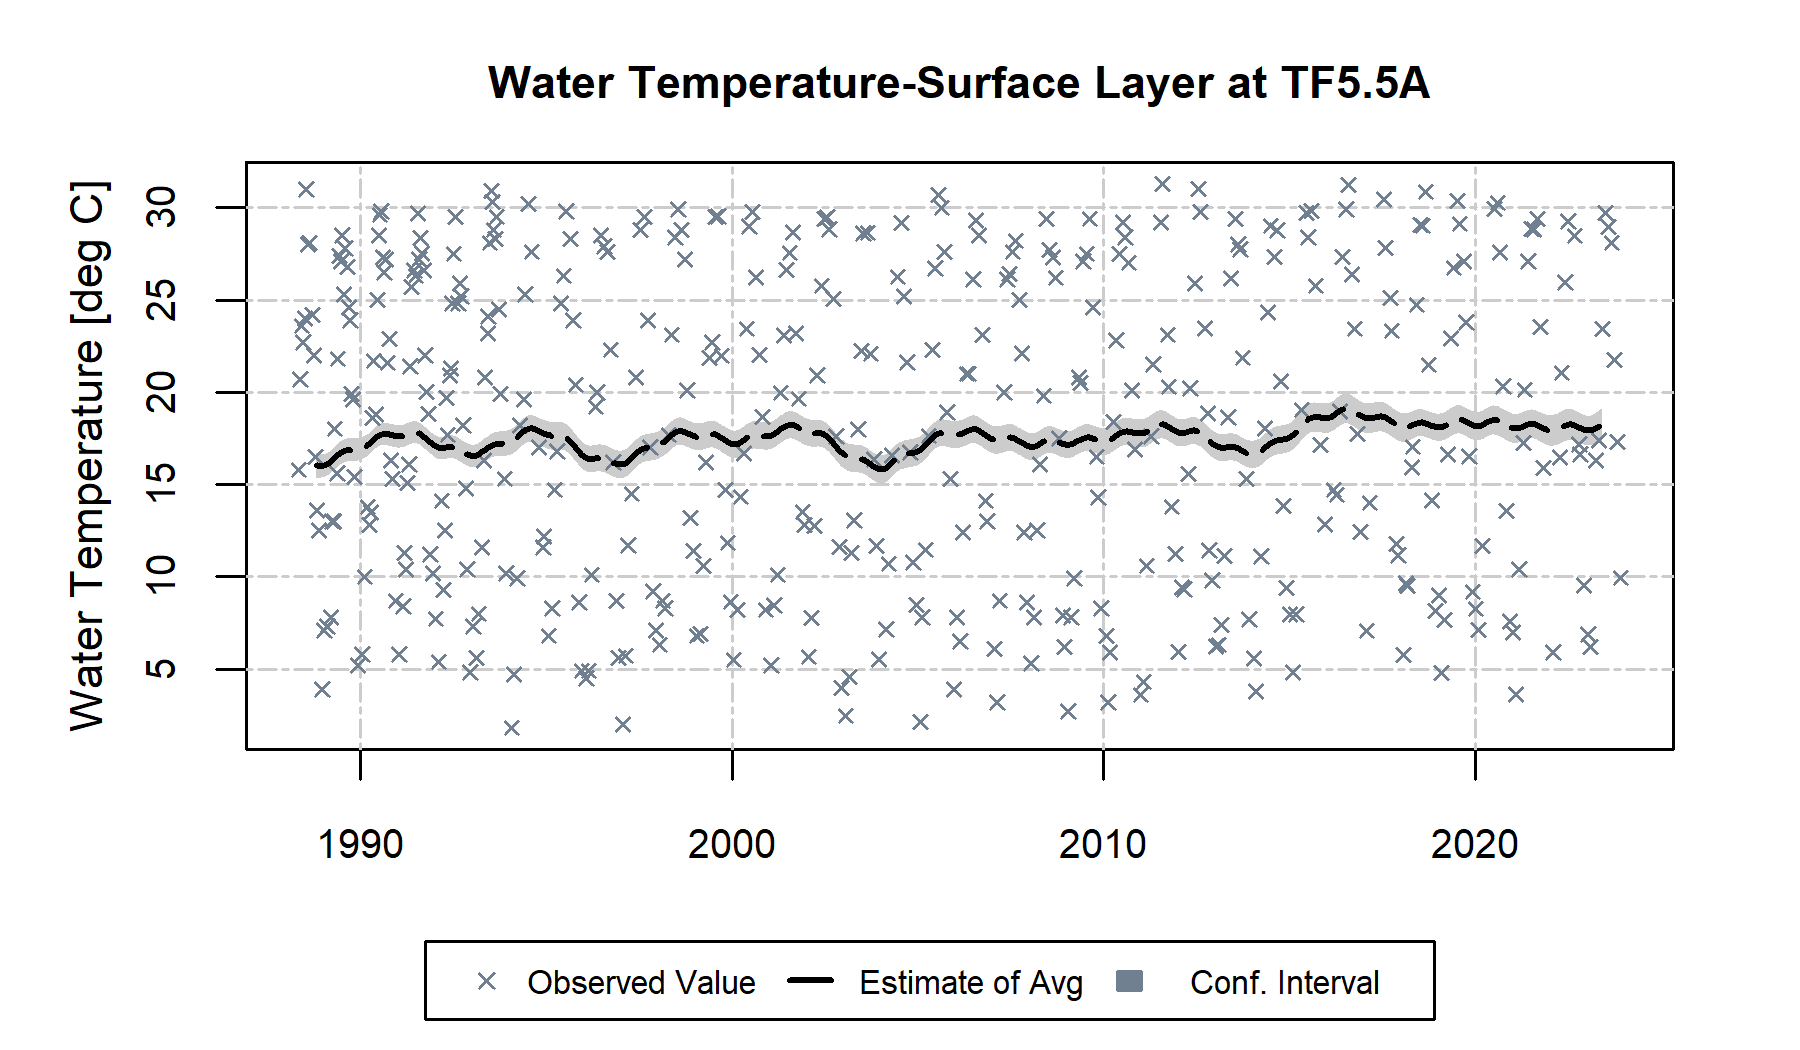 Water Temperature-Surface Layer at TF5.5A
Water Temperature [deg C]
30
25
20
15
10
5
1990 2000 2010 2020
Observed Value Estimate of Avg Conf. Interval